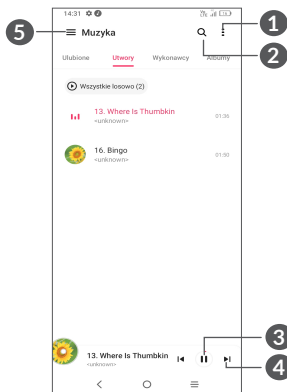 14:31
1
5
Muzyka
2
Ulubione Utwory Wykonawcy Albumy
Wszystkie losowo (2)
13. Where Is Thumbkin
<unknown>
01:36
16. Bingo
<unknown>
01:50
3
13. Where Is Thumbkin
<unknown>
4